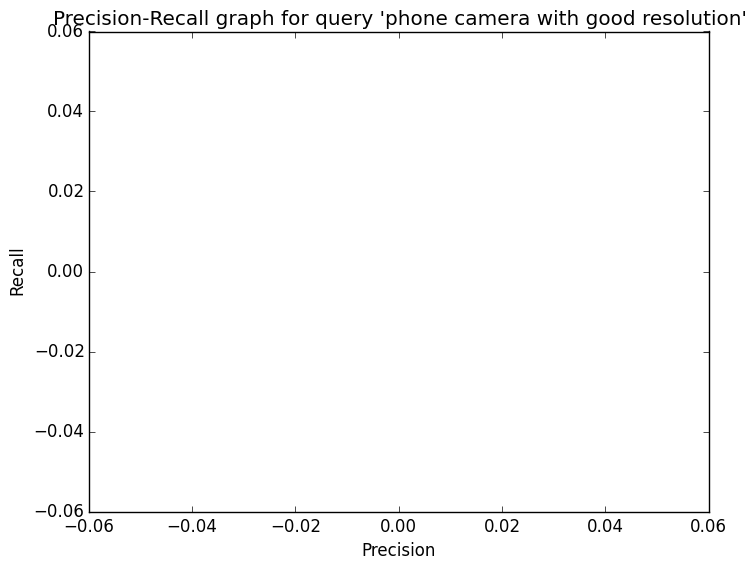 Precision-Recall graph for query 'phone camera with good resolution'
0.06
0.04
0.02
0.00
−0.02
−0.04
−0.06
Recall
−0.06 −0.04 −0.02 0.00 0.02 0.04 0.06
Precision